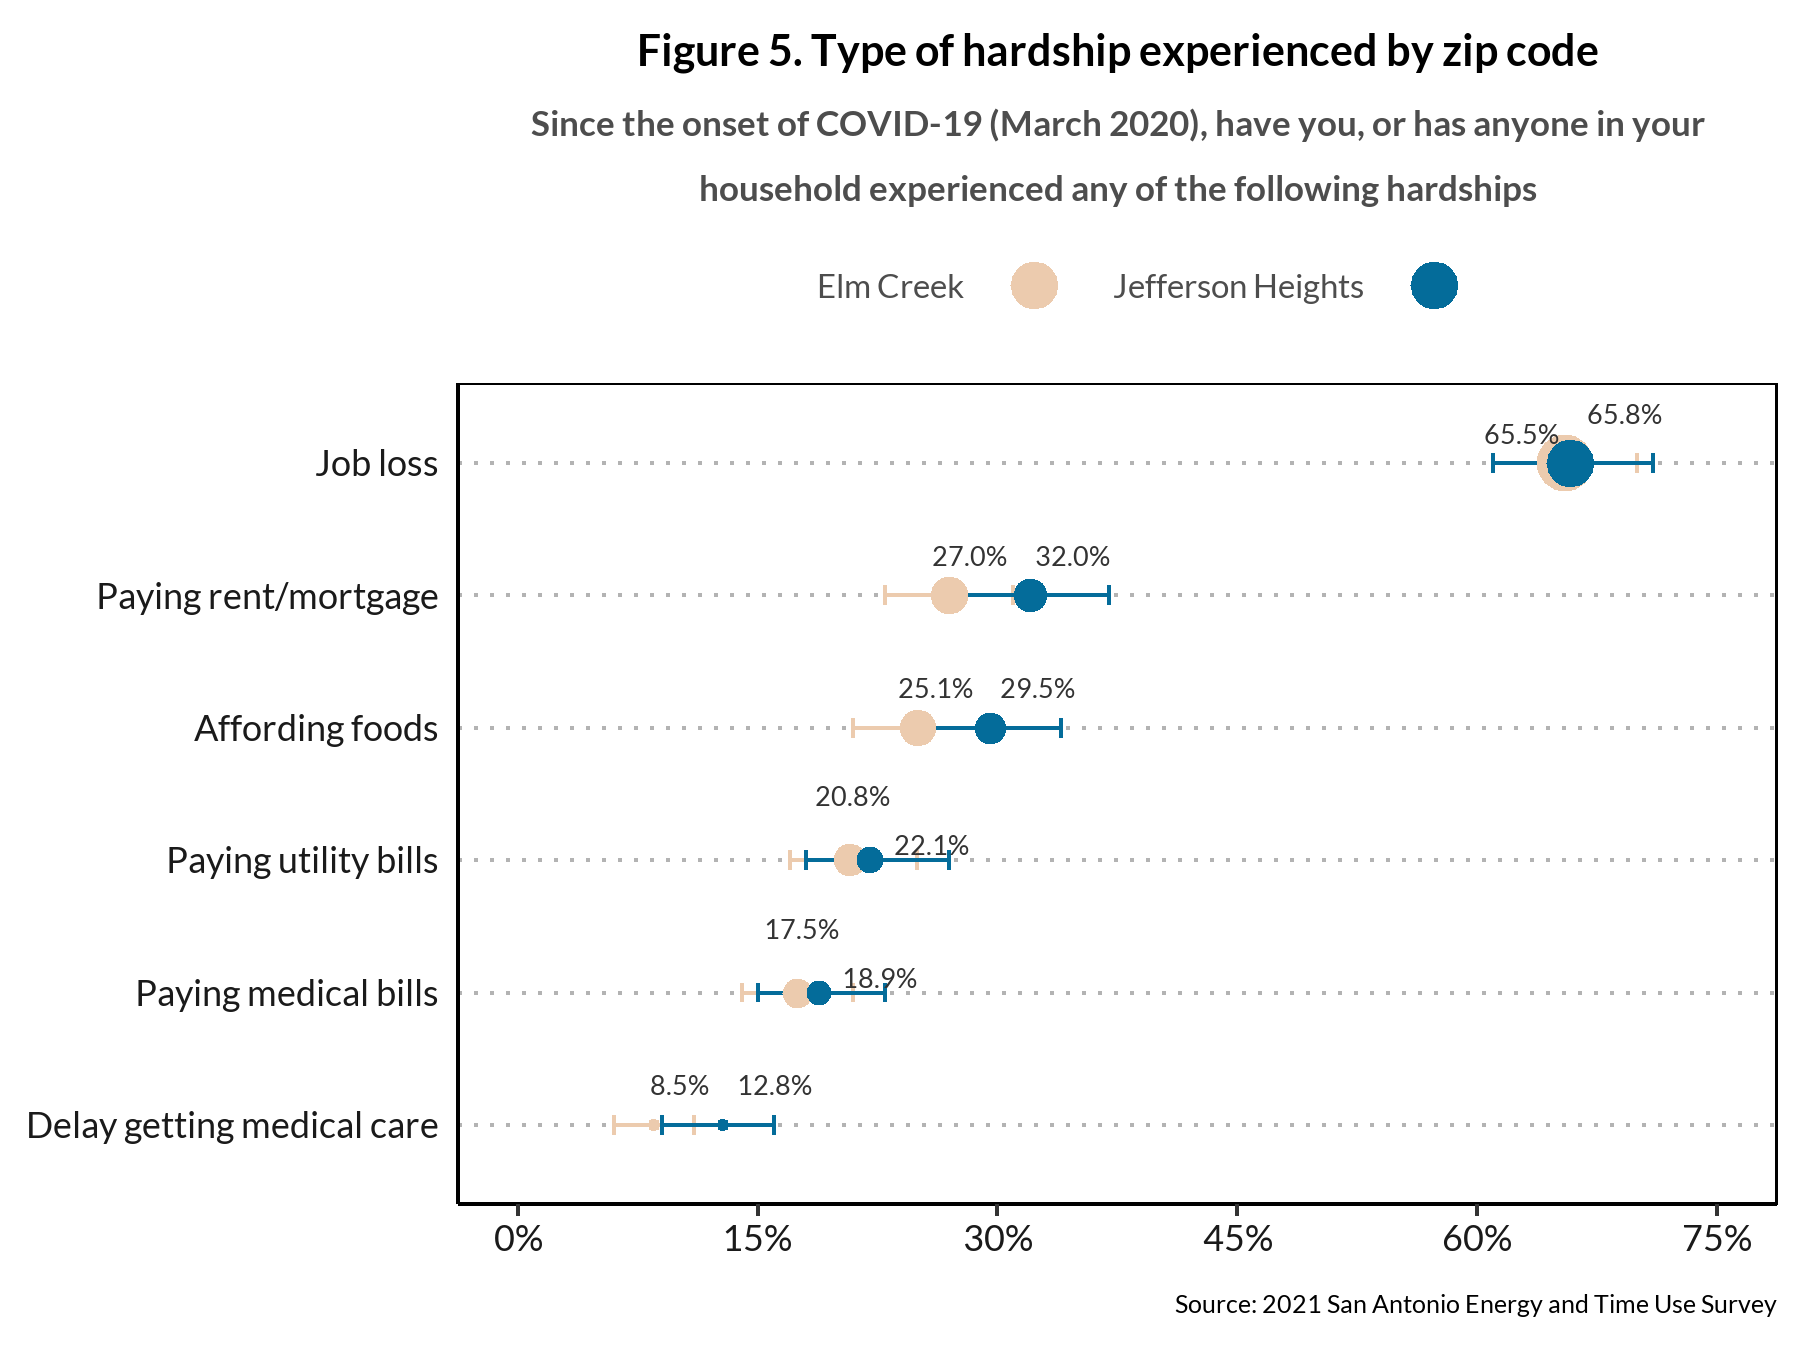 Figure 5. Type of hardship experienced by zip code
Since the onset of COVID-19 (March 2020), have you, or has anyone in your
household experienced any of the following hardships
Elm Creek Jefferson Heights
Job loss 65.5% 65.8%
Paying rent/mortgage 27.0% 32.0%
Affording foods 25.1% 29.5%
Paying utility bills 20.8% 22.1%
Paying medical bills 17.5% 18.9%
Delay getting medical care 8.5% 12.8%
0% 15% 30% 45% 60% 75%
Source: 2021 San Antonio Energy and Time Use Survey